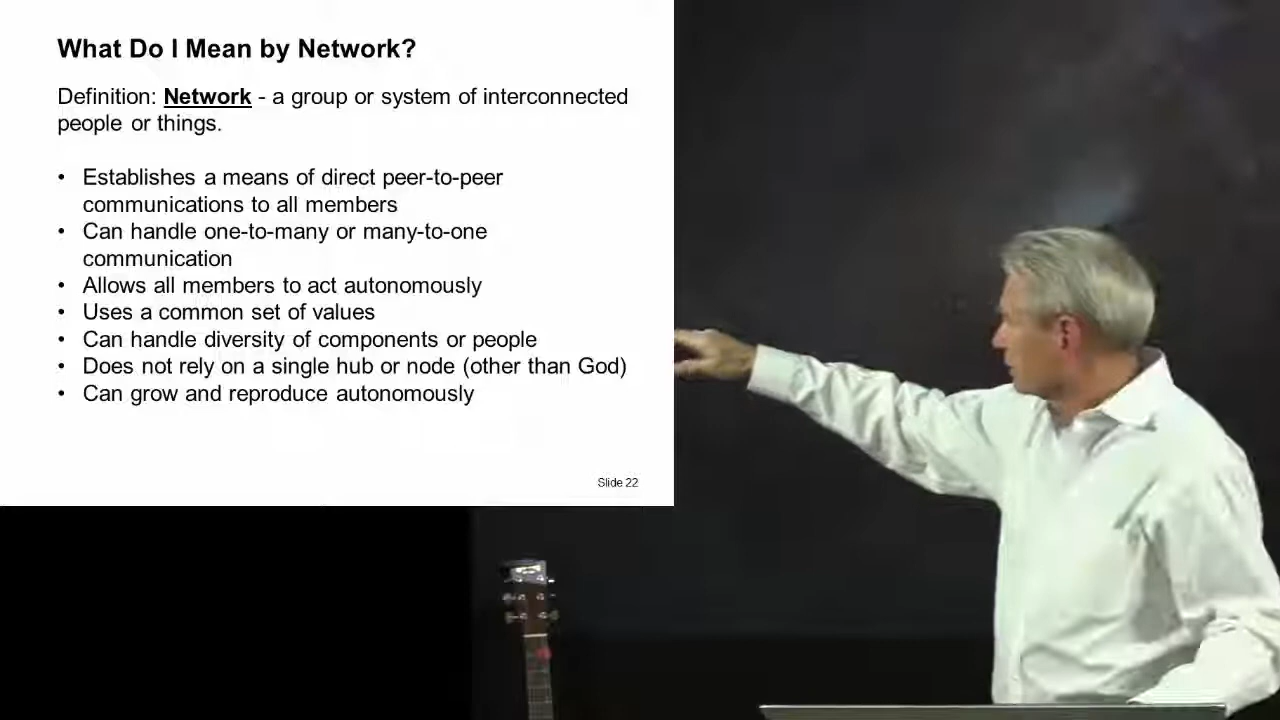 What Do I Mean by Network?
Definition: Network - a group or system of interconnected
people or things.
• Establishes a means of direct peer-to-peer
communications to all members
• Can handle one-to-many or many-to-one
communication
• Allows all members to act autonomously
• Uses a common set of values
• Can handle diversity of components or people
• Does not rely on a single hub or node (other than God)
• Can grow and reproduce autonomously
Slide 22